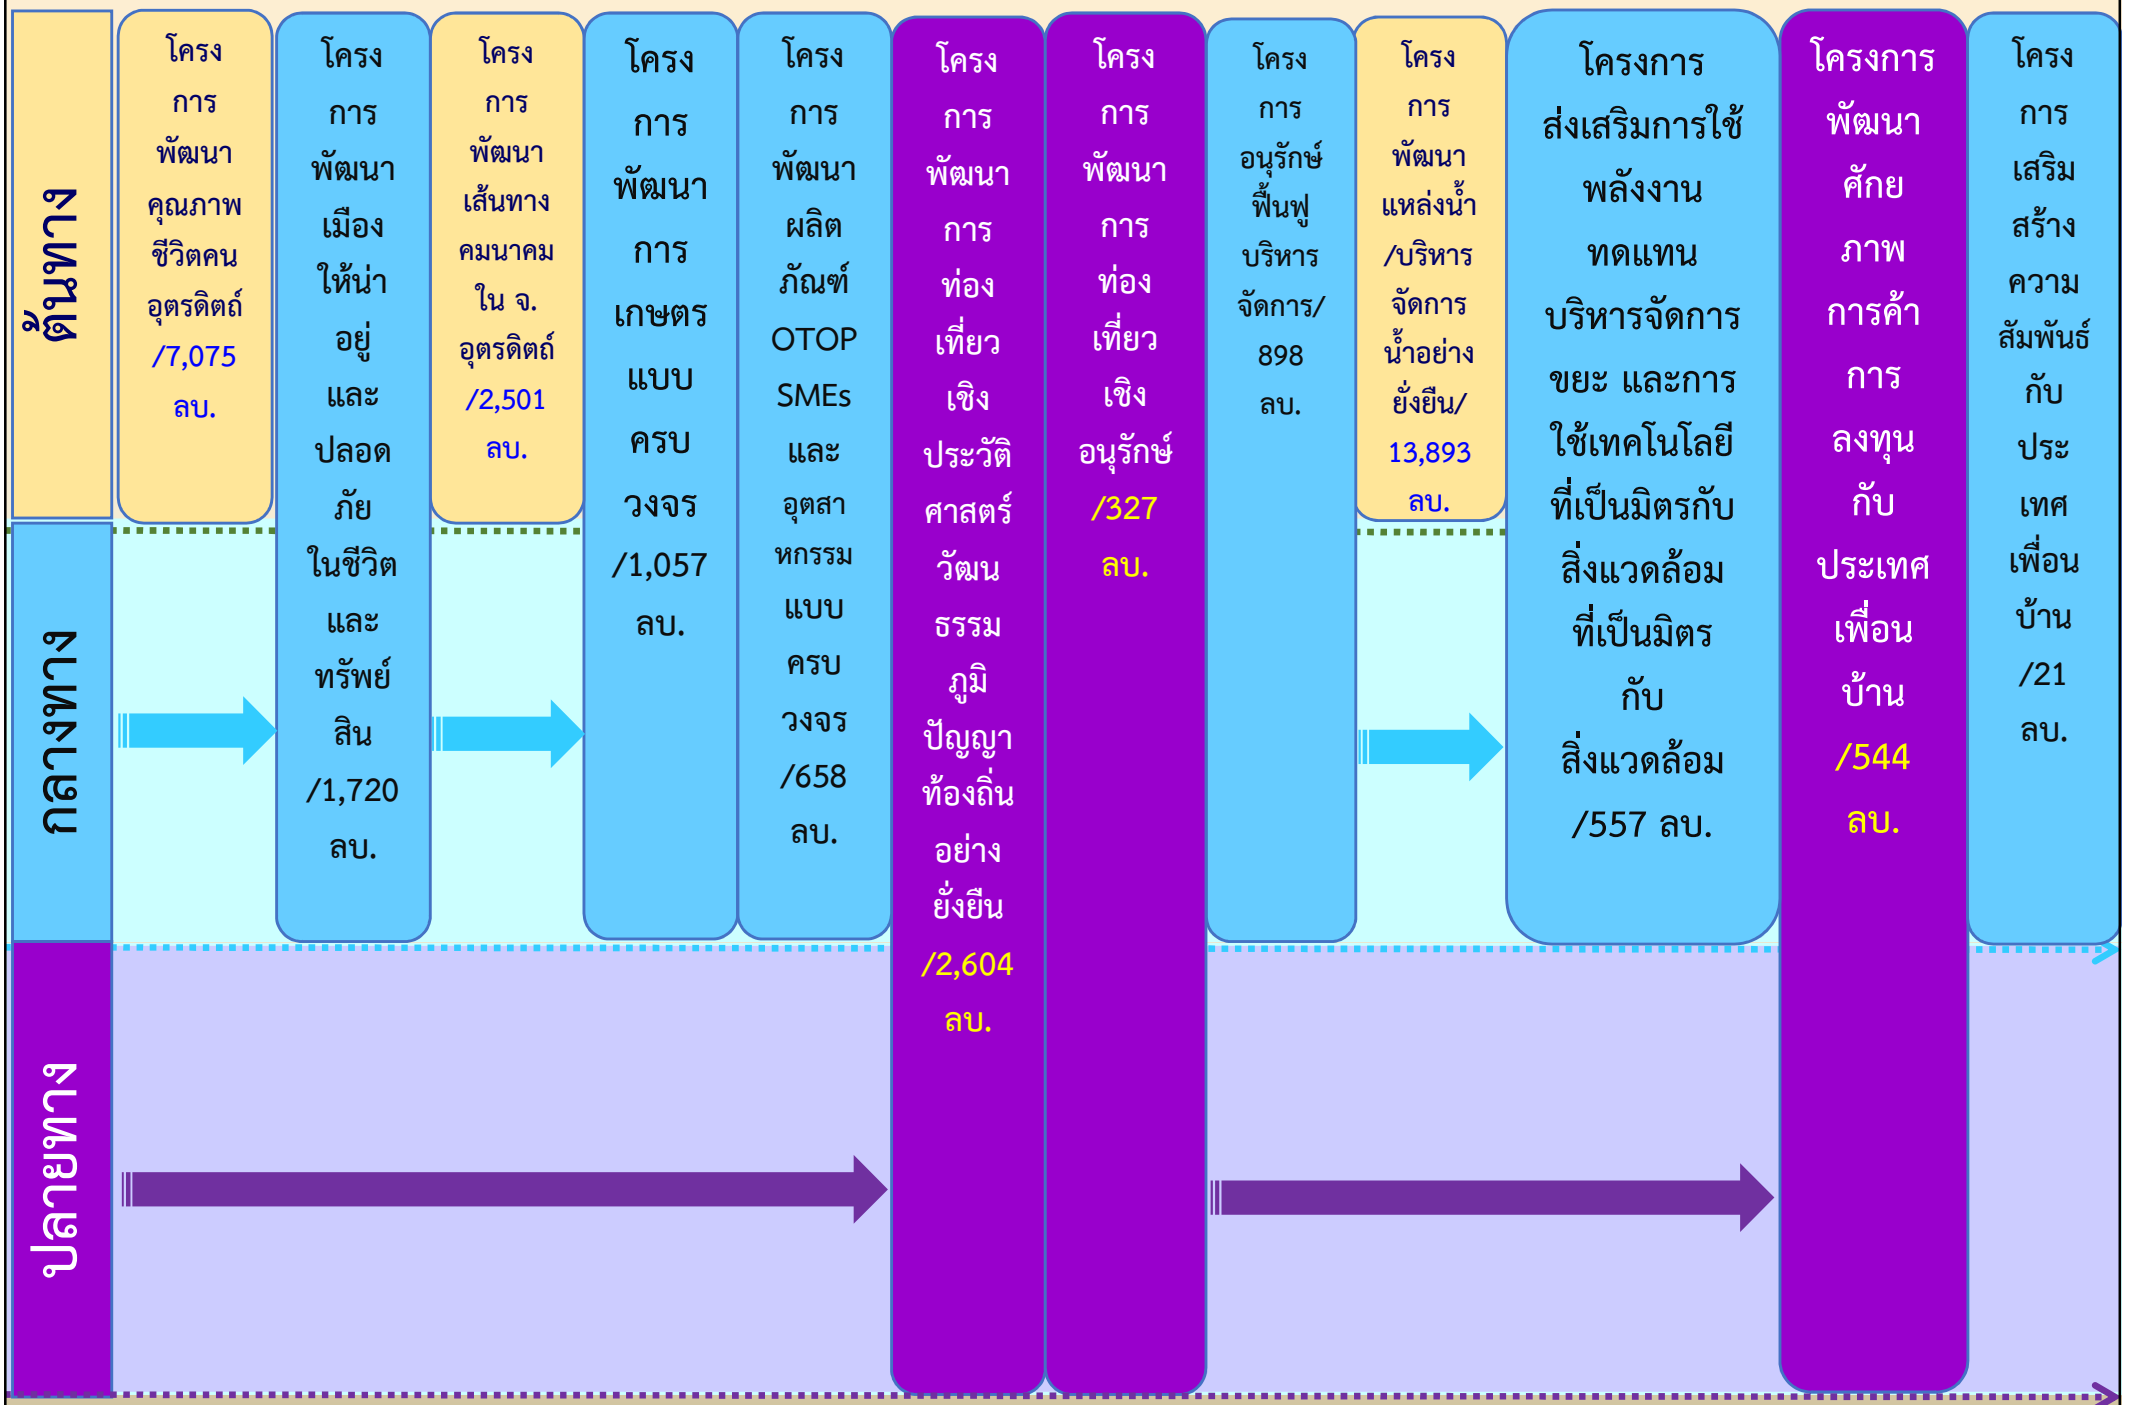 ต้นทาง
กลางทาง
ปลายทาง
โครง
การ
พัฒนา
คุณภาพ
ชีวิตคน
อุตรดิตถ์
/7,075
ลบ.
โครง
การ
พัฒนา
เมือง
ให้น่า
อยู่
และ
ปลอด
ภัย
ในชีวิต
และ
ทรัพย์
สิน
/1,720
ลบ.
โครง
การ
พัฒนา
เส้นทาง
คมนาคม
ใน จ.
อุตรดิตถ์
/2,501
ลบ.
โครง
การ
พัฒนา
การ
เกษตร
แบบ
ครบ
วงจร
/1,057
ลบ.
โครง
การ
พัฒนา
ผลิต
ภัณฑ์
OTOP
SMEs
และ
อุตสา
หกรรม
แบบ
ครบ
วงจร
/658
ลบ.
โครง
การ
พัฒนา
การ
ท่อง
เที่ยว
เชิง
ประวัติ
ศาสตร์
วัฒน
ธรรม
ภูมิ
ปัญญา
ท้องถิ่น
อย่าง
ยั่งยืน
/2,604
ลบ.
โครง
การ
พัฒนา
การ
ท่อง
เที่ยว
เชิง
อนุรักษ์
/327
ลบ.
โครง
การ
อนุรักษ์
ฟื้นฟู
บริหาร
จัดการ/
898
ลบ.
โครง
การ
พัฒนา
แหล่งน้ำ
/บริหาร
จัดการ
น้ำอย่าง
ยั่งยืน/
13,893
ลบ.
โครงการ
ส่งเสริมการใช้
พลังงาน
ทดแทน
บริหารจัดการ
ขยะ และการ
ใช้เทคโนโลยี
ที่เป็นมิตรกับ
สิ่งแวดล้อม
ที่เป็นมิตร
กับ
สิ่งแวดล้อม
/557 ลบ.
โครงการ
พัฒนา
ศักย
ภาพ
การค้า
การ
ลงทุน
กับ
ประเทศ
เพื่อน
บ้าน
/544
ลบ.
โครง
การ
เสริม
สร้าง
ความ
สัมพันธ์
กับ
ประ
เทศ
เพื่อน
บ้าน
/21
ลบ.